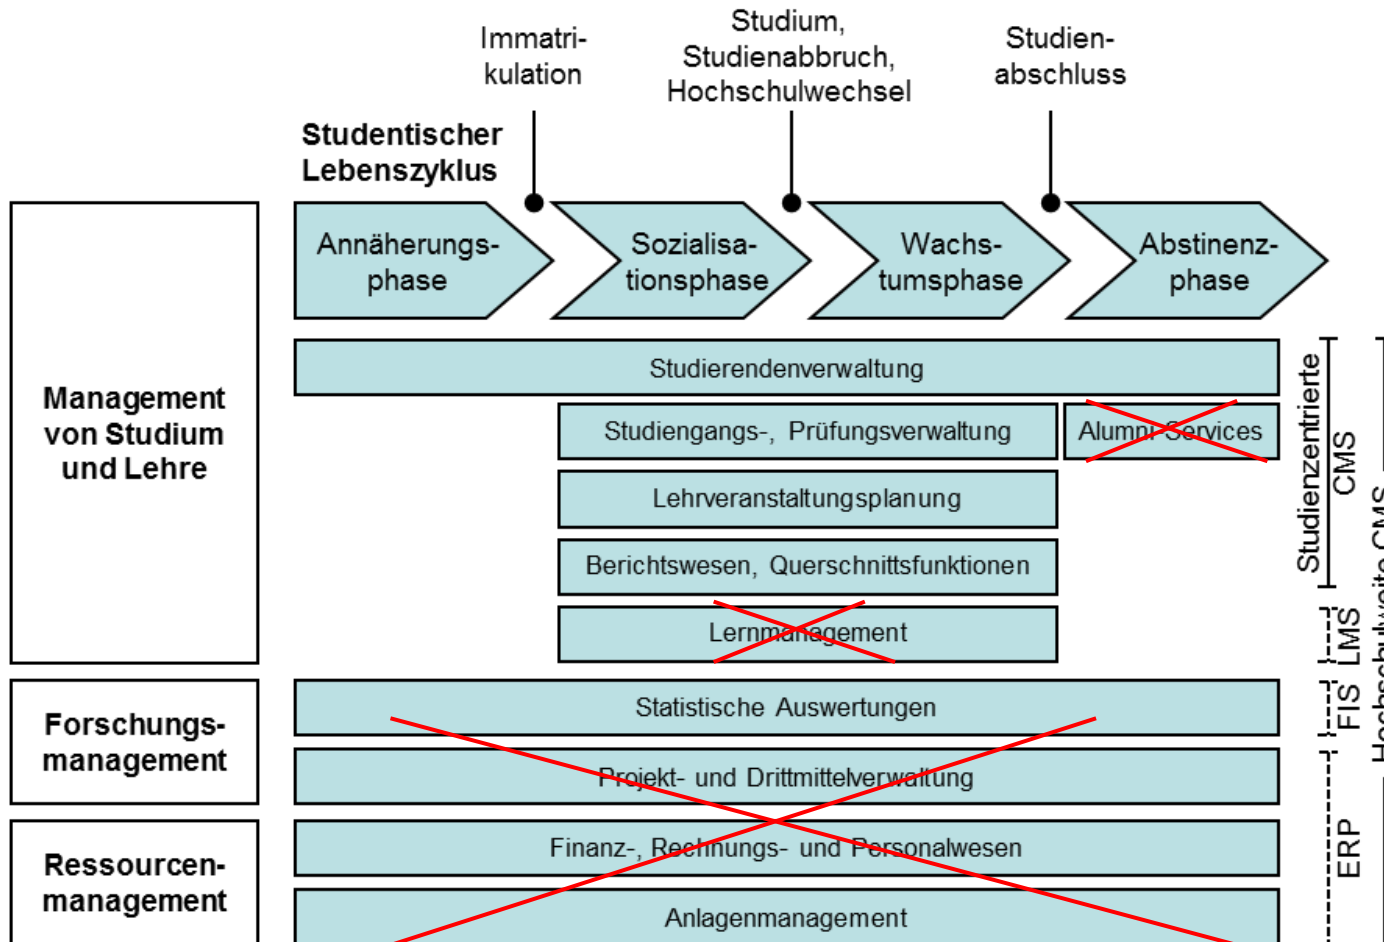 Immatri-
kulation
Studium,
Studienabbruch,
Hochschulwechsel
Studien-
abschluss
Studentischer
Lebenszyklus
Annäherungs-
phase
Sozialisa-
tionsphase
Wachs-
tumsphase
Abstinenz-
phase
Management
von Studium
und Lehre
Studierendenverwaltung
Studiengangs-, Prüfungsverwaltung
Alumni-Services
Lehrveranstaltungsplanung
Berichtswesen, Querschnittsfunktionen
Lernmanagement
Studienzentrierte
CMS
LMS
Hochschulweite CMS
Forschungs-
management
Statistische Auswertungen
FIS
Projekt- und Drittmittelverwaltung
Ressourcen-
management
Finanz-, Rechnungs- und Personalwesen
Anlagenmanagement
ERP